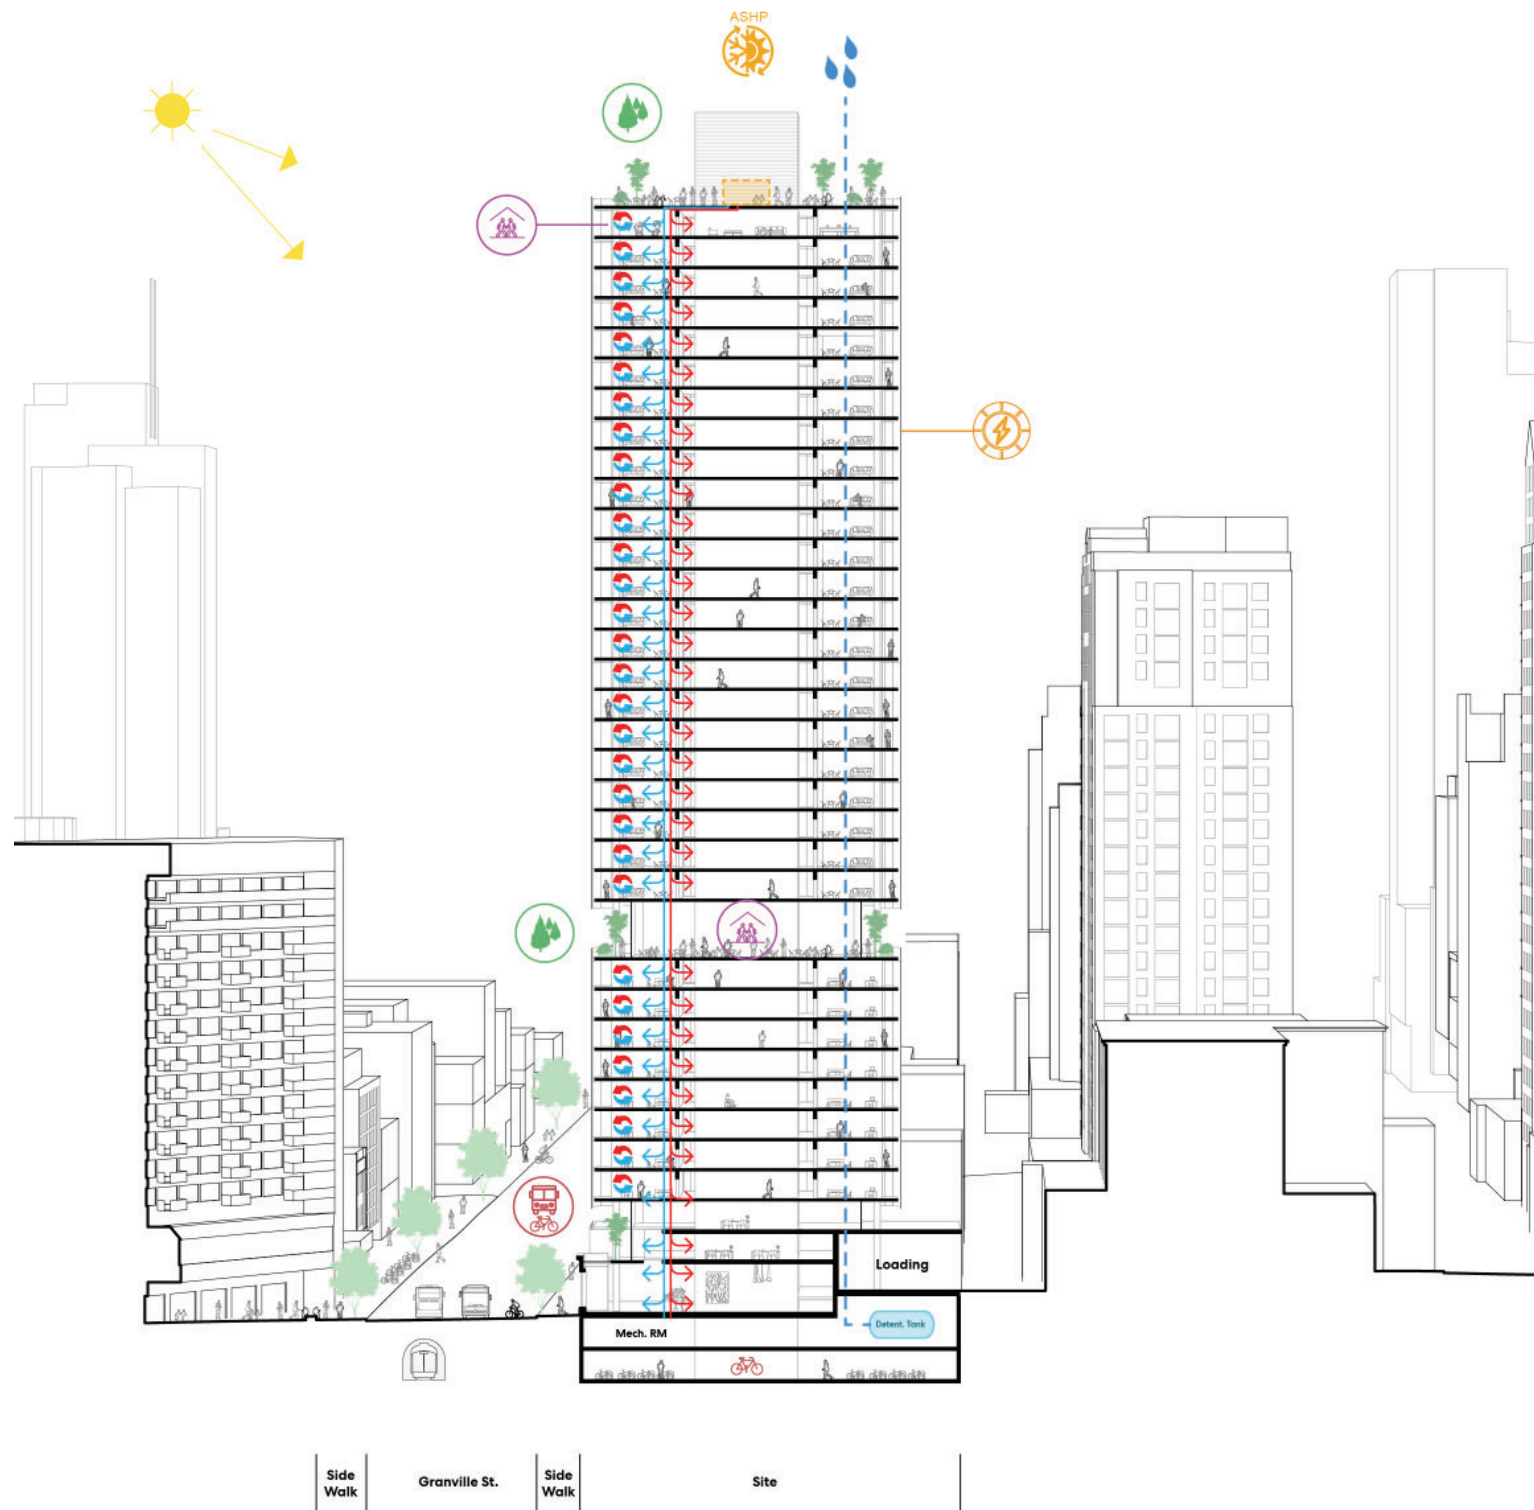 ASHP
Loading
Detent. Tank
Mech. RM
Side
Walk
Granville St.
Side
Walk
Site